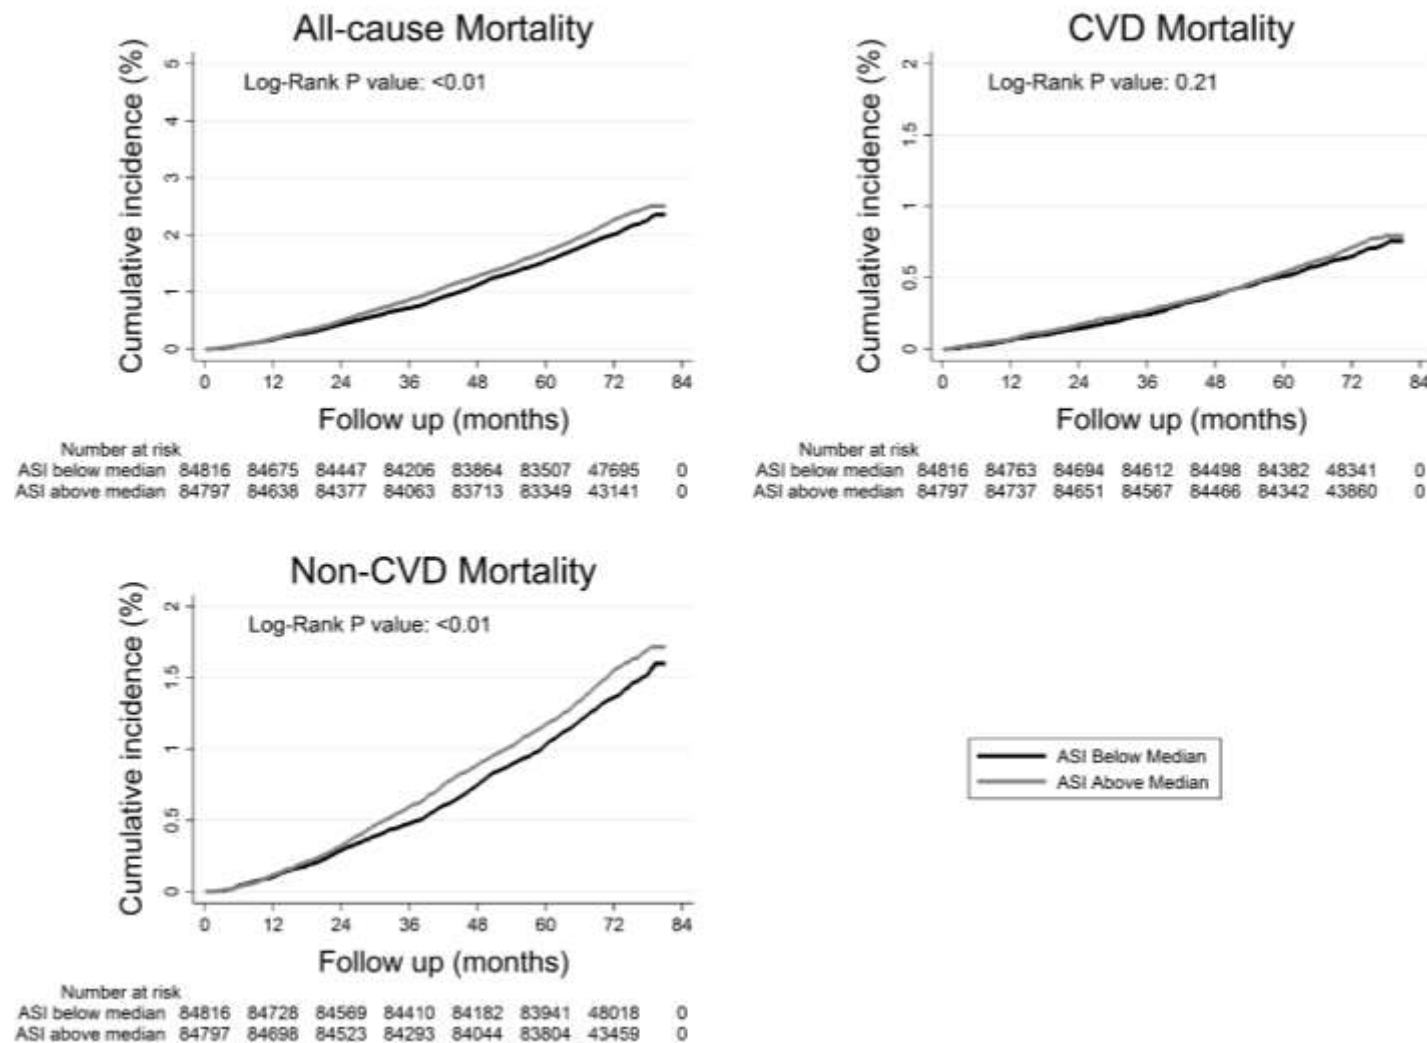 All-cause Mortality
Log-Rank P value: <0.01
Cumulative incidence (%)
5
4
3
2
1
0
0 12 24 36 48 60 72 84
Follow up (months)
Number at risk
ASI below median 84816 84675 84447 84206 83864 83507 47695 0
ASI above median 84797 84638 84377 84063 83713 83349 43141 0
CVD Mortality
Log-Rank P value: 0.21
Cumulative incidence (%)
2
1.5
1
0.5
0
0 12 24 36 48 60 72 84
Follow up (months)
Number at risk
ASI below median 84816 84763 84694 84612 84498 84382 48341 0
ASI above median 84797 84737 84651 84567 84466 84342 43860 0
Non-CVD Mortality
Log-Rank P value: <0.01
Cumulative incidence (%)
2
1.5
1
0.5
0
0 12 24 36 48 60 72 84
Follow up (months)
Number at risk
ASI below median 84816 84728 84569 84410 84182 83941 48018 0
ASI above median 84797 84698 84523 84293 84044 83804 43459 0
ASI Below Median
ASI Above Median